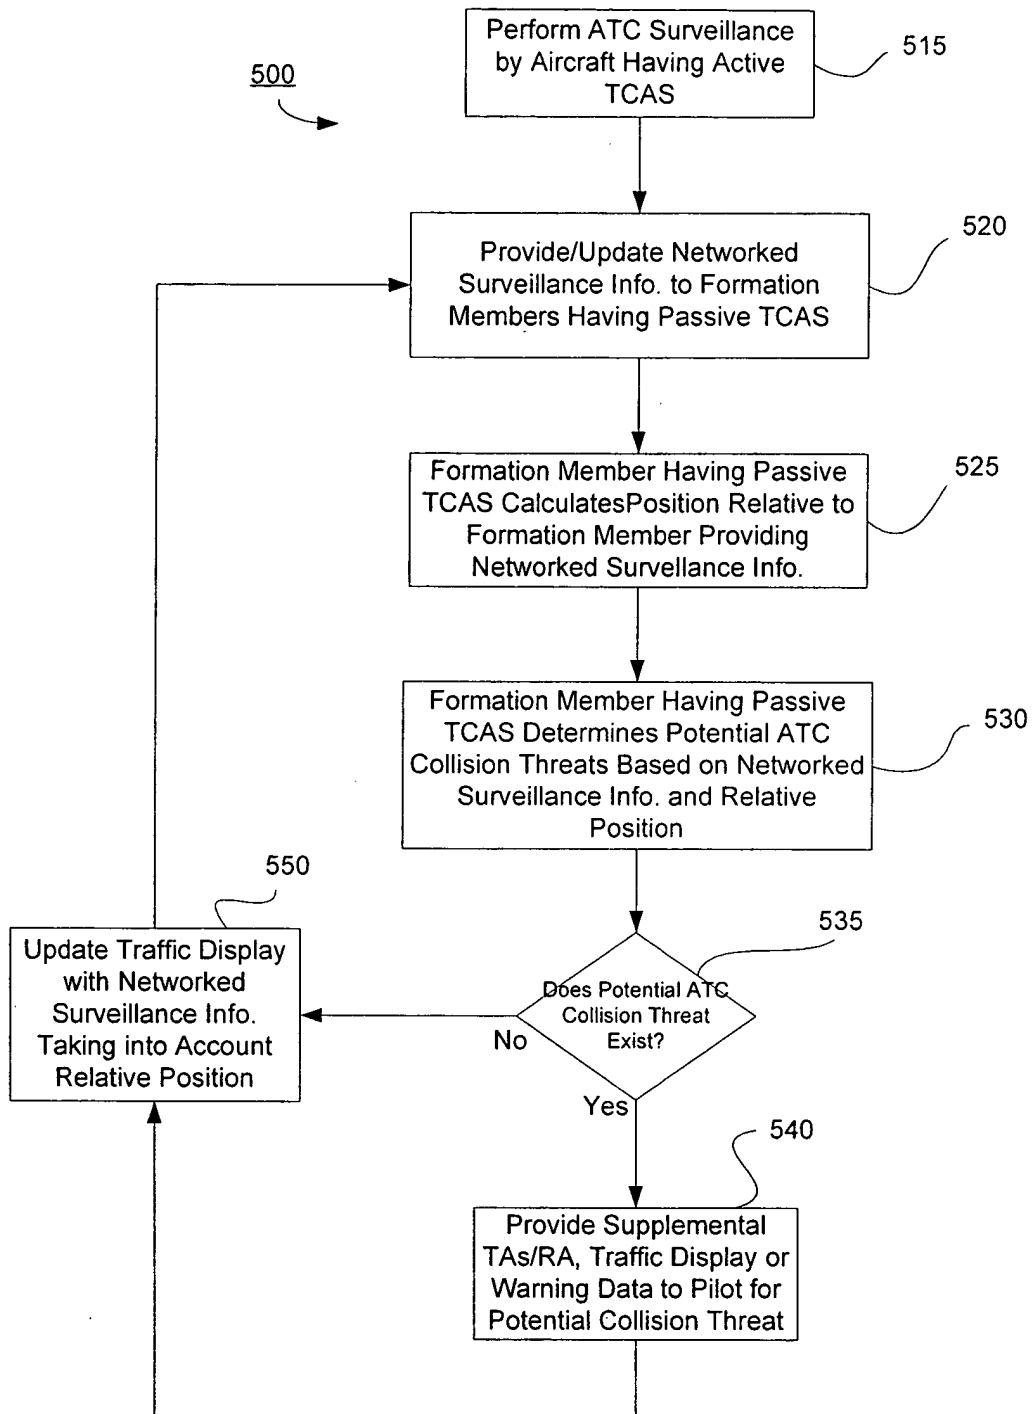 Perform ATC Surveillance
by Aircraft Having Active
TCAS
515
500
Provide/Update Networked
Surveillance Info. to Formation
Members Having Passive TCAS
520
Formation Member Having Passive
TCAS CalculatesPosition Relative to
Formation Member Providing
Networked Survellance Info.
525
Formation Member Having Passive
TCAS Determines Potential ATC
Collision Threats Based on Networked
Surveillance Info. and Relative
Position
530
550
Update Traffic Display
with Networked
Surveillance Info.
Taking into Account
Relative Position
535
Does Potential ATC
Collision Threat
Exist?
No
Yes
540
Provide Supplemental
TAs/RA, Traffic Display or
Warning Data to Pilot for
Potential Collision Threat